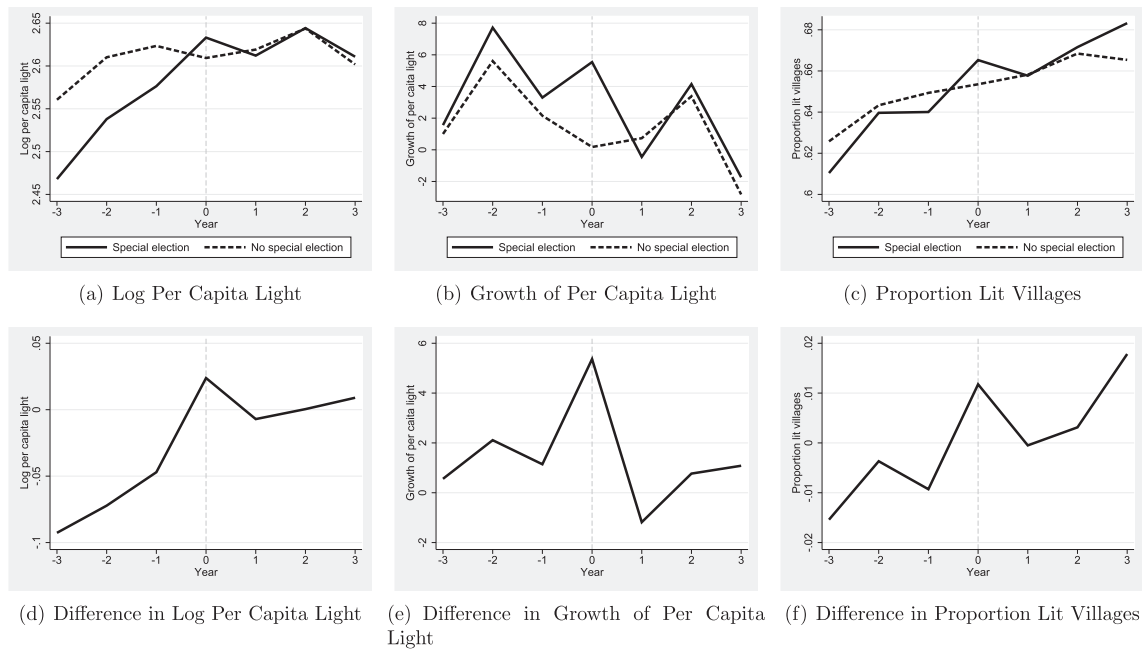 Log per capita light
2.65
2.6
2.55
2.5
2.45
-3 -2 -1 0 1 2 3
Year
Special election No special election
(a) Log Per Capita Light
Growth of per caita light
8
6
4
2
0
-2
-3 -2 -1 0 1 2 3
Year
Special election No special election
(b) Growth of Per Capita Light
Proportion lit villages
.68
.66
.64
.62
.6
-3 -2 -1 0 1 2 3
Year
Special election No special election
(c) Proportion Lit Villages
Log per capita light
.05
0
-.05
-.1
-3 -2 -1 0 1 2 3
Year
(d) Difference in Log Per Capita Light
Growth of per caita light
6
4
2
0
-2
-3 -2 -1 0 1 2 3
Year
(e) Difference in Growth of Per Capita
Light
Proportion lit villages
.02
.01
0
-.01
-.02
-3 -2 -1 0 1 2 3
Year
(f) Difference in Proportion Lit Villages